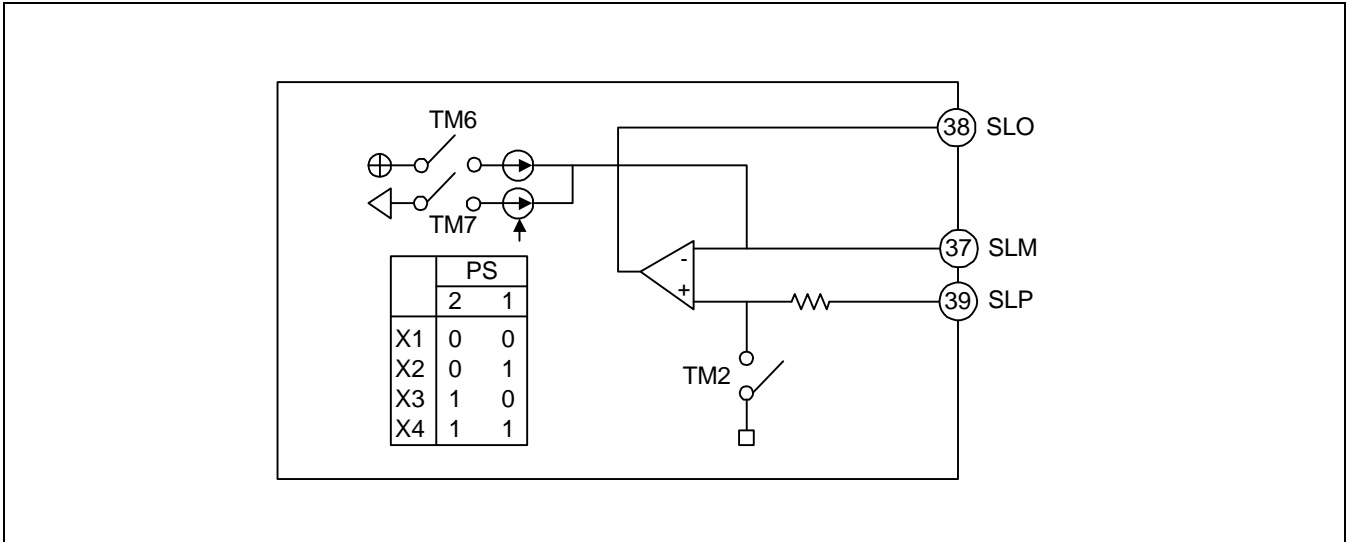 TM6
38 SLO
TM7
37 SLM
-
+
39 SLP
PS
2 1
X1 0 0
X2 0 1
X3 1 0
X4 1 1
TM2